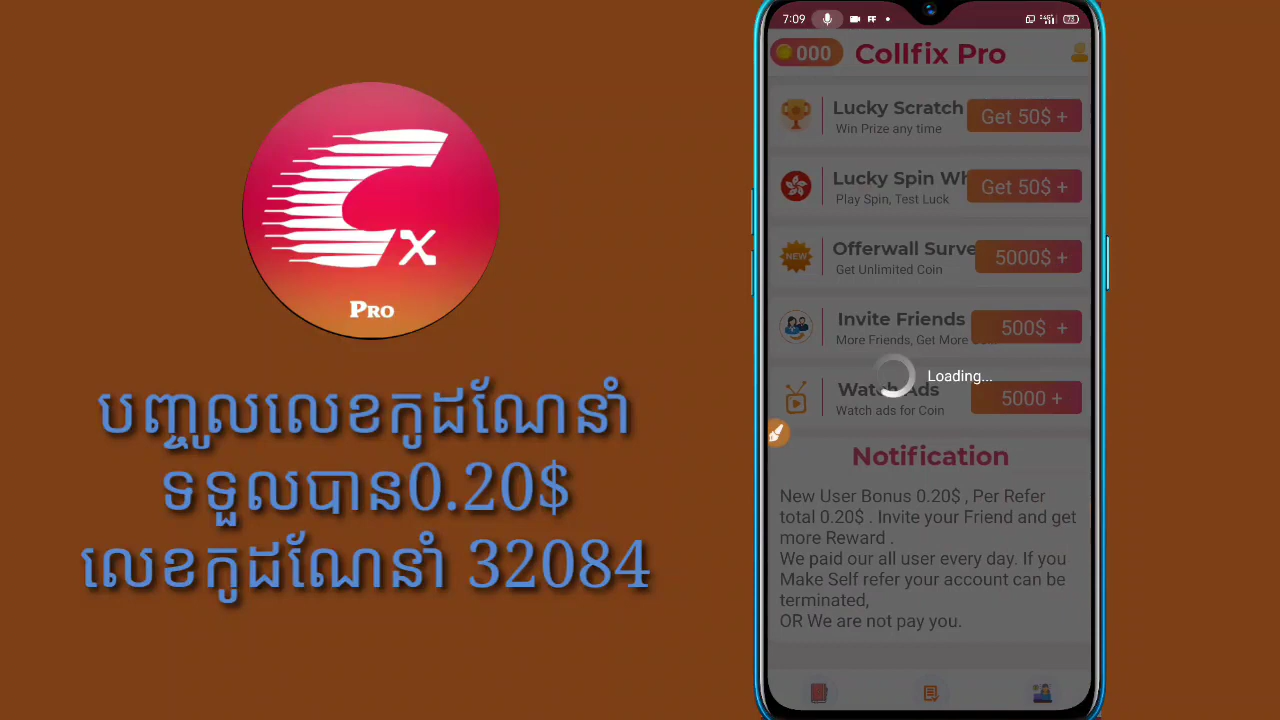 Cx
PRO
បញ្ចូលលេខកូដណែនាំ
ទទួលបាន0.20$
លេខកូដណែនាំ 32084
7:09
000
Collfix Pro
Lucky Scratch
Win Prize any time
Get 50$ +
Lucky Spin Wh
Play Spin, Test Luck
Get 50$ +
NEW
Offerwall Surve
Get Unlimited Coin
5000$ +
Invite Friends
More Friends, Get More
500$ +
Loading...
Watch Ads
Watch ads for Coin
5000 +
Notification
New User Bonus 0.20$ , Per Refer
total 0.20$ . Invite your Friend and get
more Reward .
We paid our all user every day. If you
Make Self refer your account can be
terminated,
OR We are not pay you.